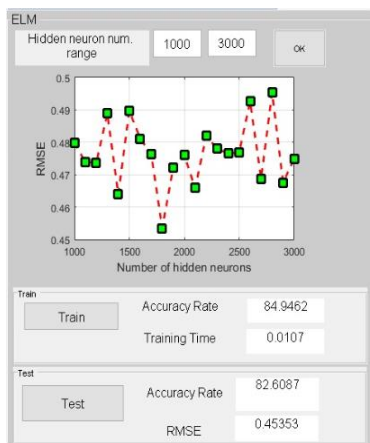 ELM
Hidden neuron num.
range
1000
3000
OK
0.5
0.49
0.48
0.47
0.46
0.45
RMSE
1000
1500
2000
2500
3000
Number of hidden neurons
Train
Train
Accuracy Rate
84.9462
Training Time
0.0107
Test
Test
Accuracy Rate
82.6087
RMSE
0.45353